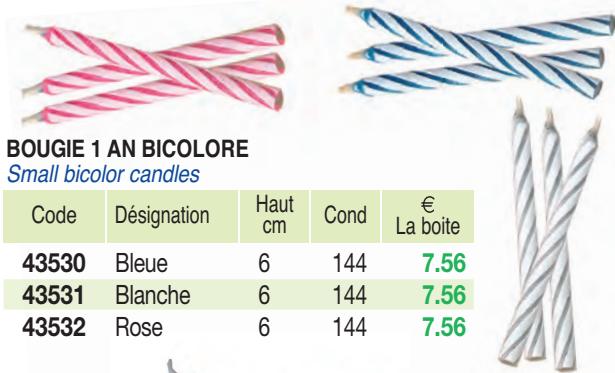 BOUGIE 1 AN BICOLORE
Small bicolor candles
Code Désignation Haut cm Cond € La boite
43530 Bleue 6 144 7.56
43531 Blanche 6 144 7.56
43532 Rose 6 144 7.56